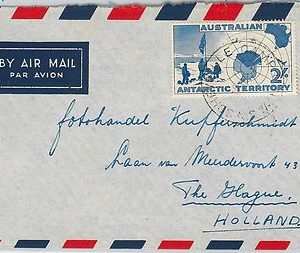 BY AIR MAIL
PAR AVION
AUSTRALIAN
2/-
ANTARCTIC TERRITORY
fotohandel Kupferschmidt
Laan van Meerdervoort 43
The Hague.
HOLLAND